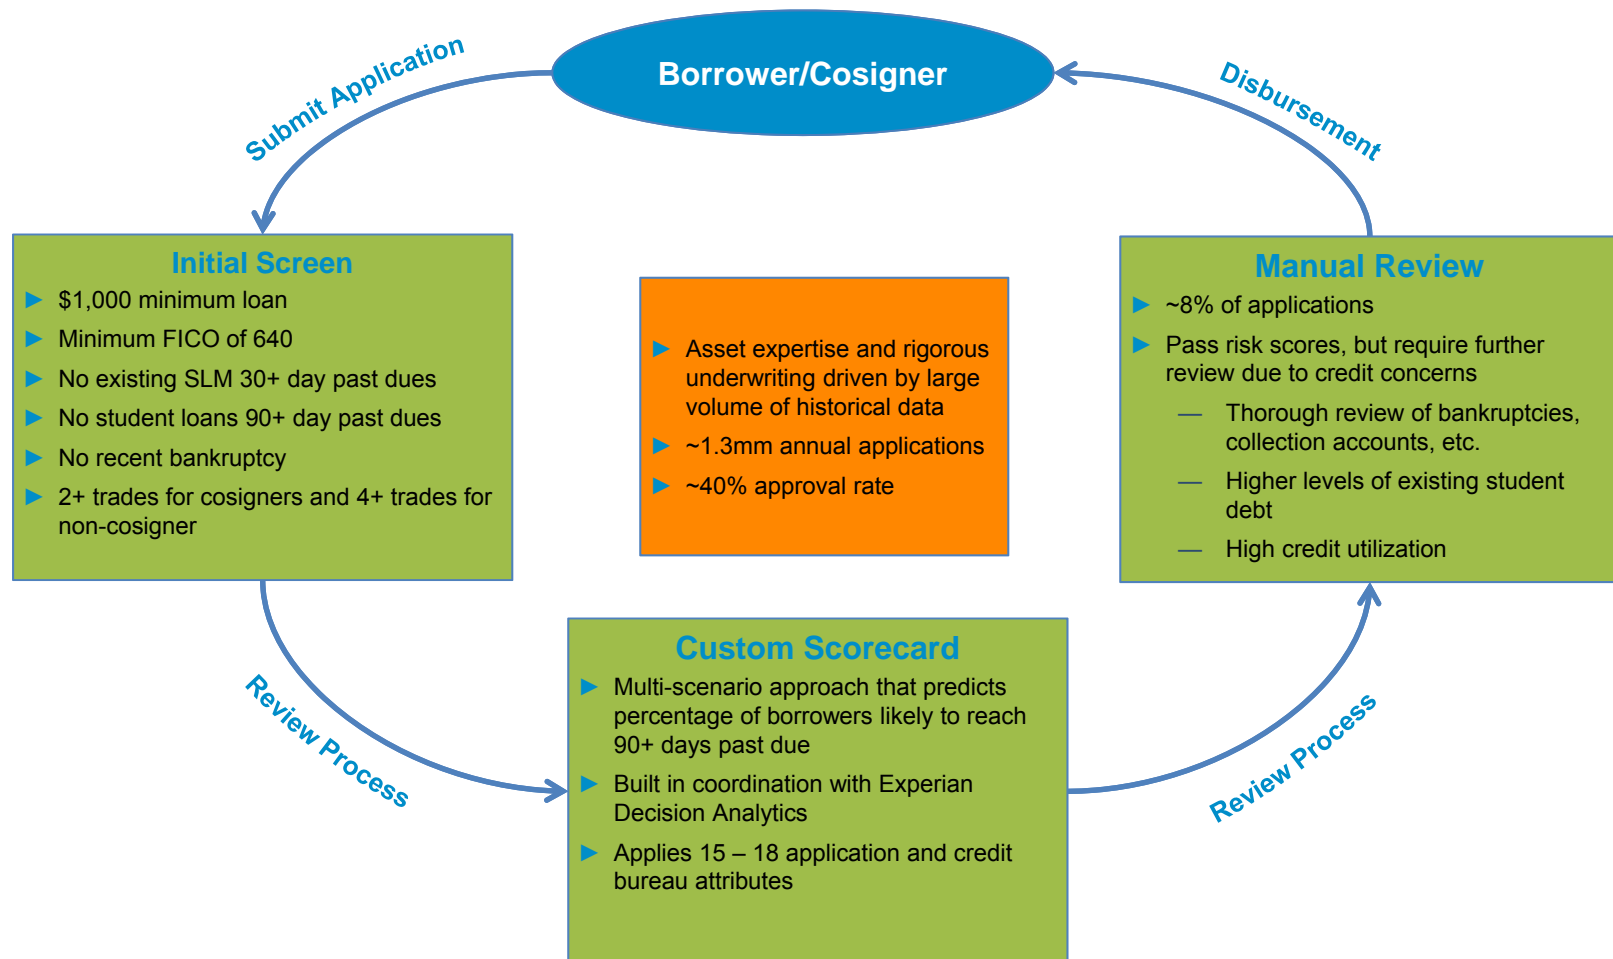 Borrower/Cosigner
Submit Application
Disbursement
Initial Screen
► $1,000 minimum loan
► Minimum FICO of 640
► No existing SLM 30+ day past dues
► No student loans 90+ day past dues
► No recent bankruptcy
► 2+ trades for cosigners and 4+ trades for
non-cosigner
► Asset expertise and rigorous
underwriting driven by large
volume of historical data
► ~1.3mm annual applications
► ~40% approval rate
Manual Review
► ~8% of applications
► Pass risk scores, but require further
review due to credit concerns
— Thorough review of bankruptcies,
collection accounts, etc.
— Higher levels of existing student
debt
— High credit utilization
Review Process
Custom Scorecard
► Multi-scenario approach that predicts
percentage of borrowers likely to reach
90+ days past due
► Built in coordination with Experian
Decision Analytics
► Applies 15 – 18 application and credit
bureau attributes
Review Process